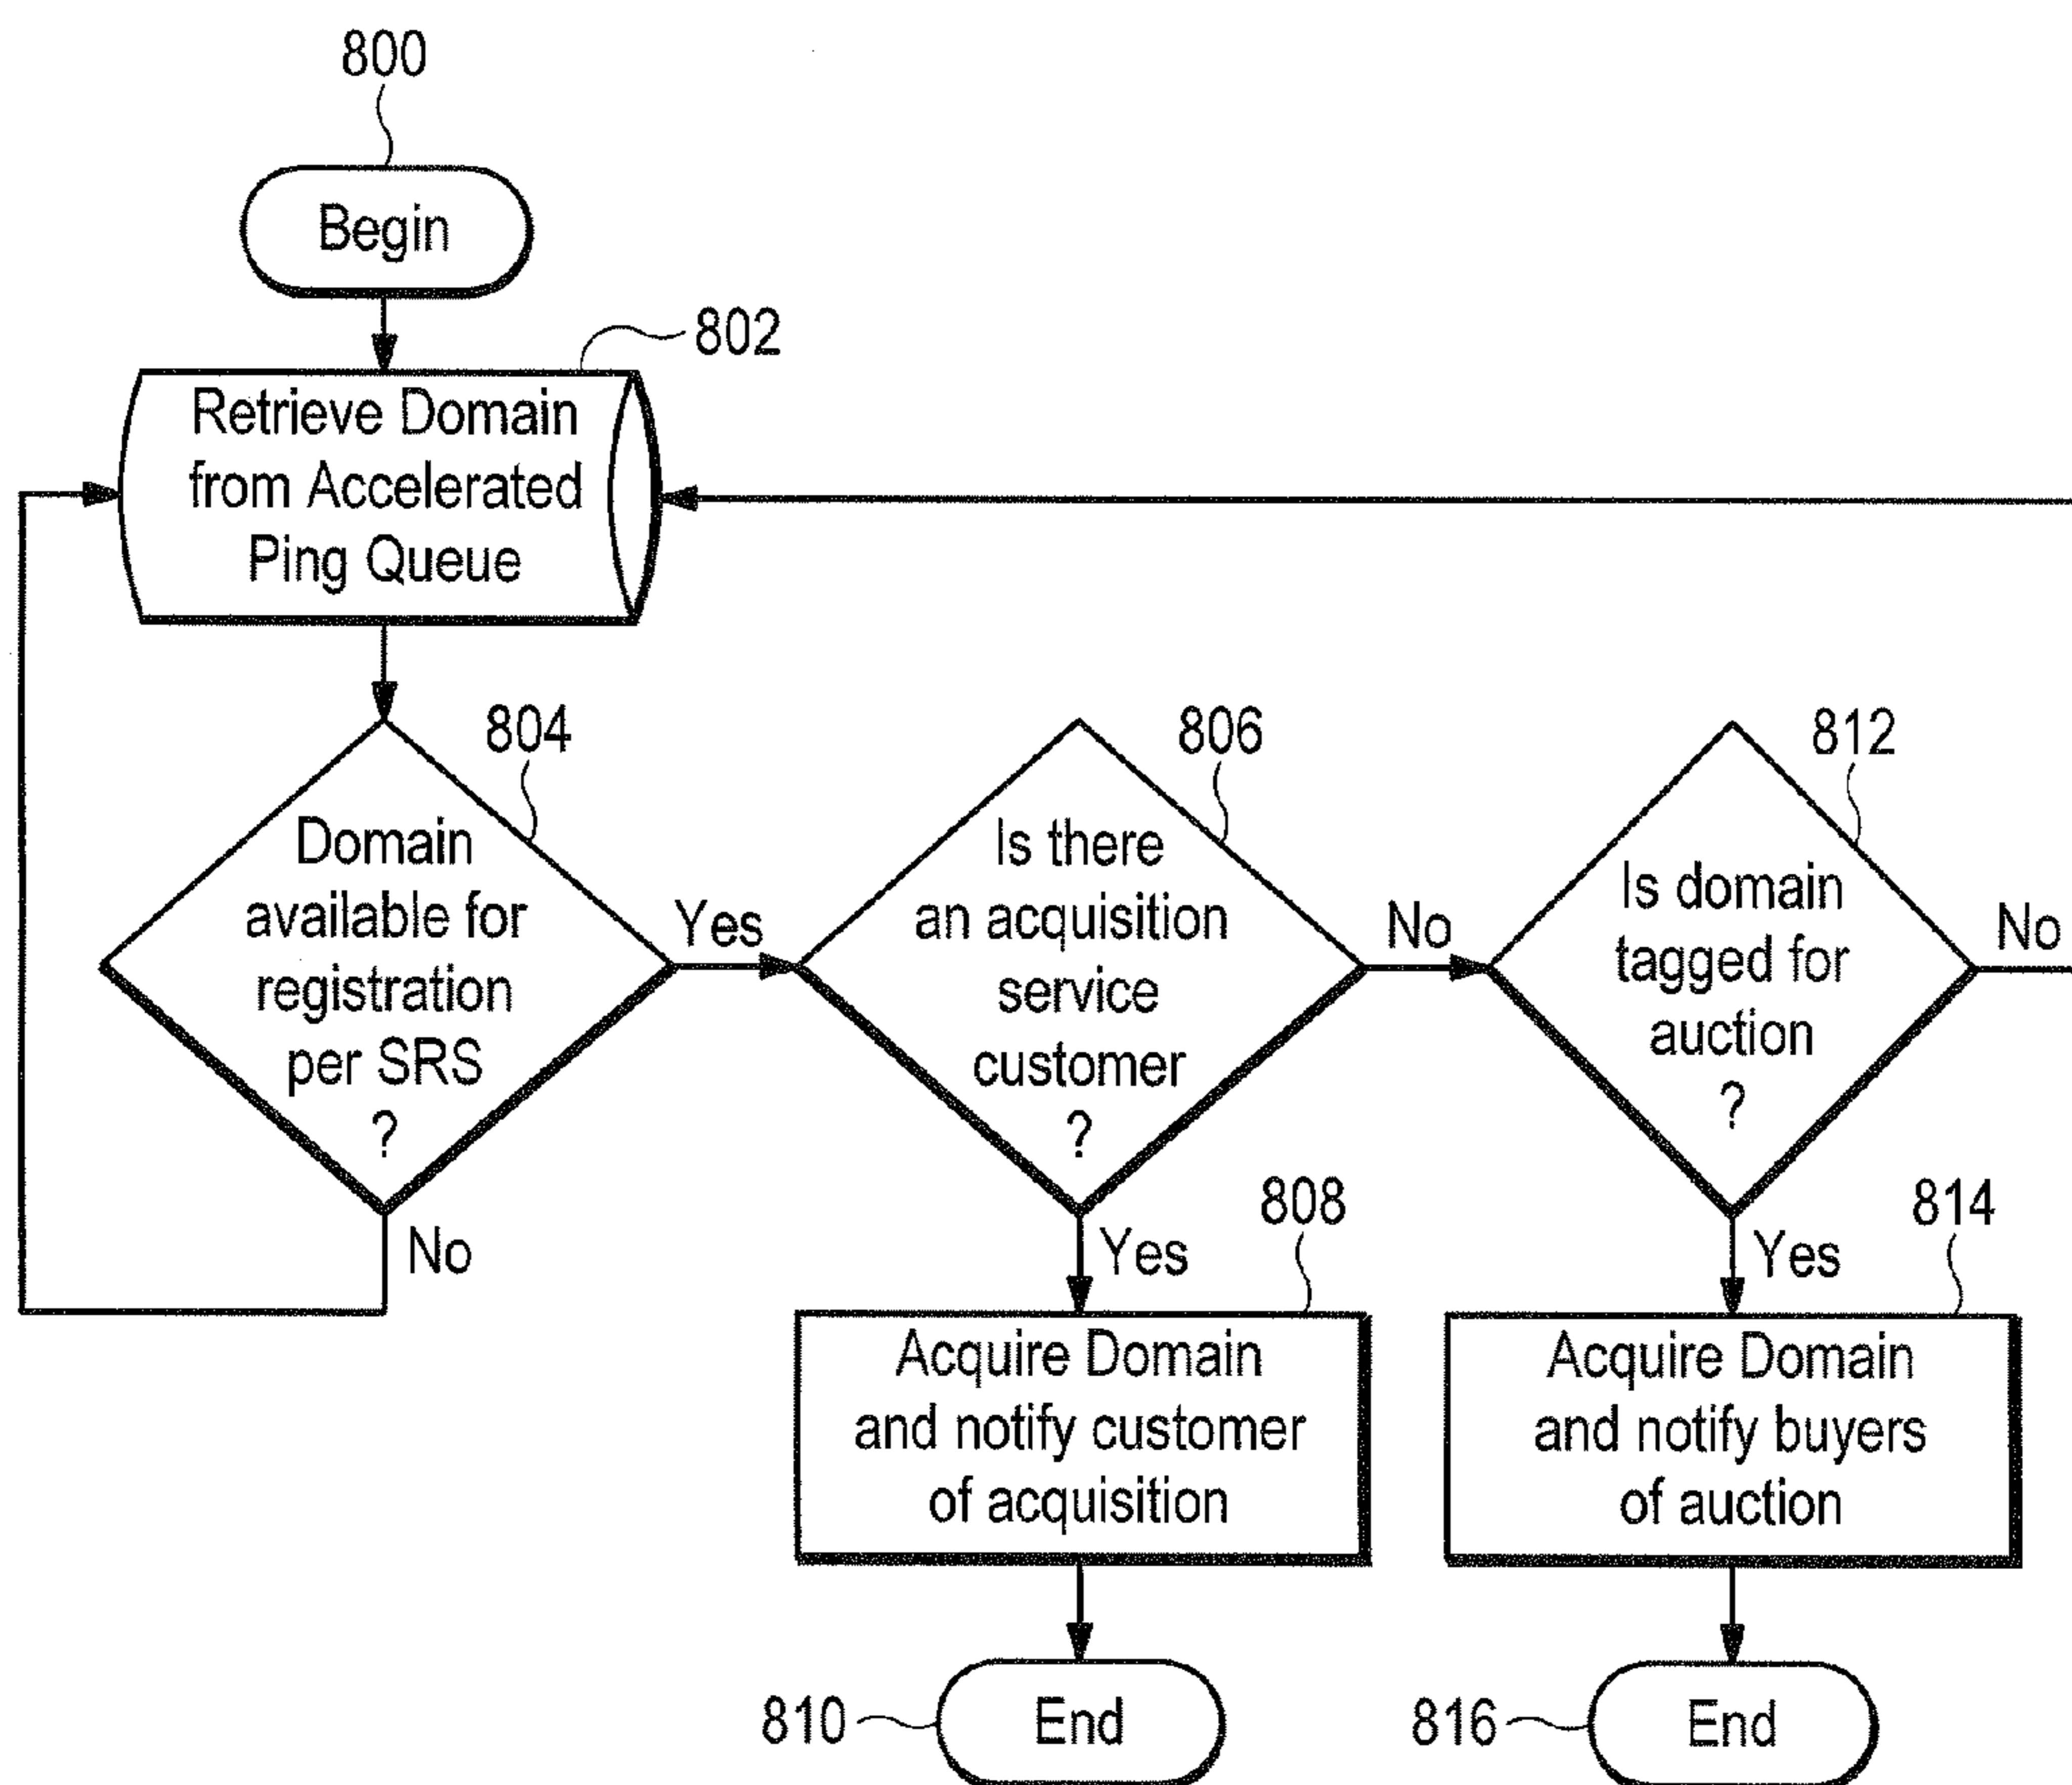 800
Begin
802
Retrieve Domain
from Accelerated
Ping Queue
804
Domain
available for
registration
per SRS
?
Yes
No
806
Is there
an acquisition
service
customer
?
No
Yes
812
Is domain
tagged for
auction
?
No
Yes
808
Acquire Domain
and notify customer
of acquisition
814
Acquire Domain
and notify buyers
of auction
810
End
816
End